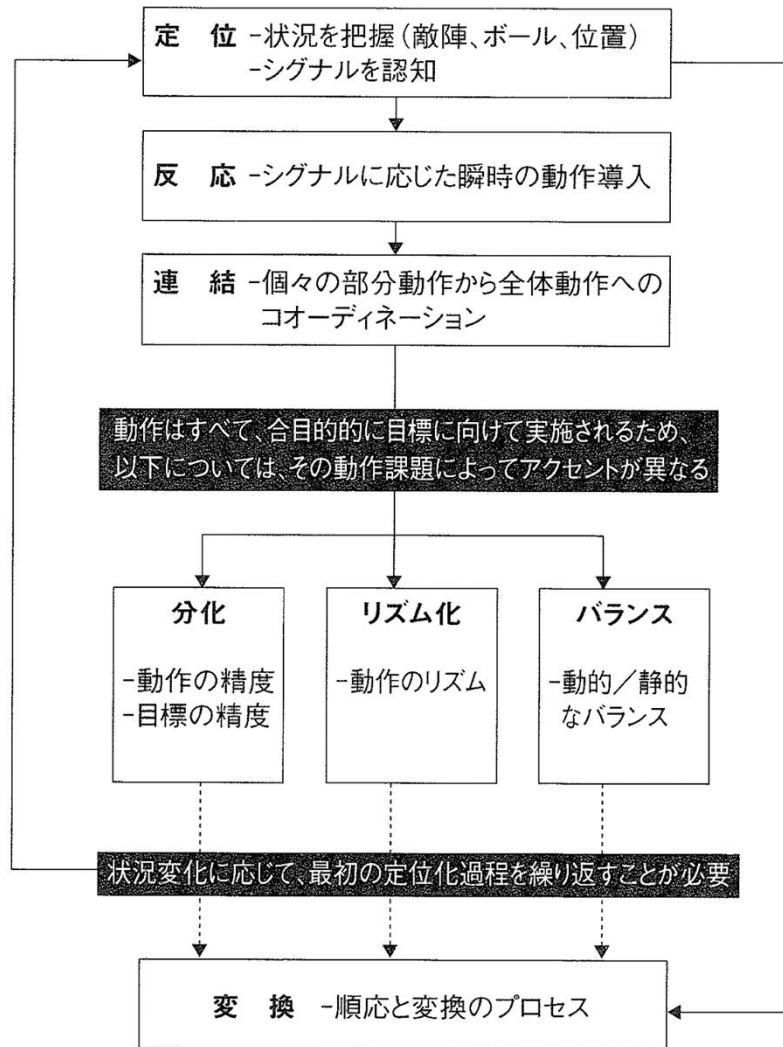 定　位 -状況を把握(敵陣、ボール、位置)
-シグナルを認知
反　応 -シグナルに応じた瞬時の動作導入
連　結 -個々の部分動作から全体動作への
コオーディネーション
動作はすべて、合目的的に目標に向けて実施されるため、
以下については、その動作課題によってアクセントが異なる
分化
-動作の精度
-目標の精度
リズム化
-動作のリズム
バランス
-動的／静的
なバランス
状況変化に応じて、最初の定位化過程を繰り返すことが必要
変　換 -順応と変換のプロセス